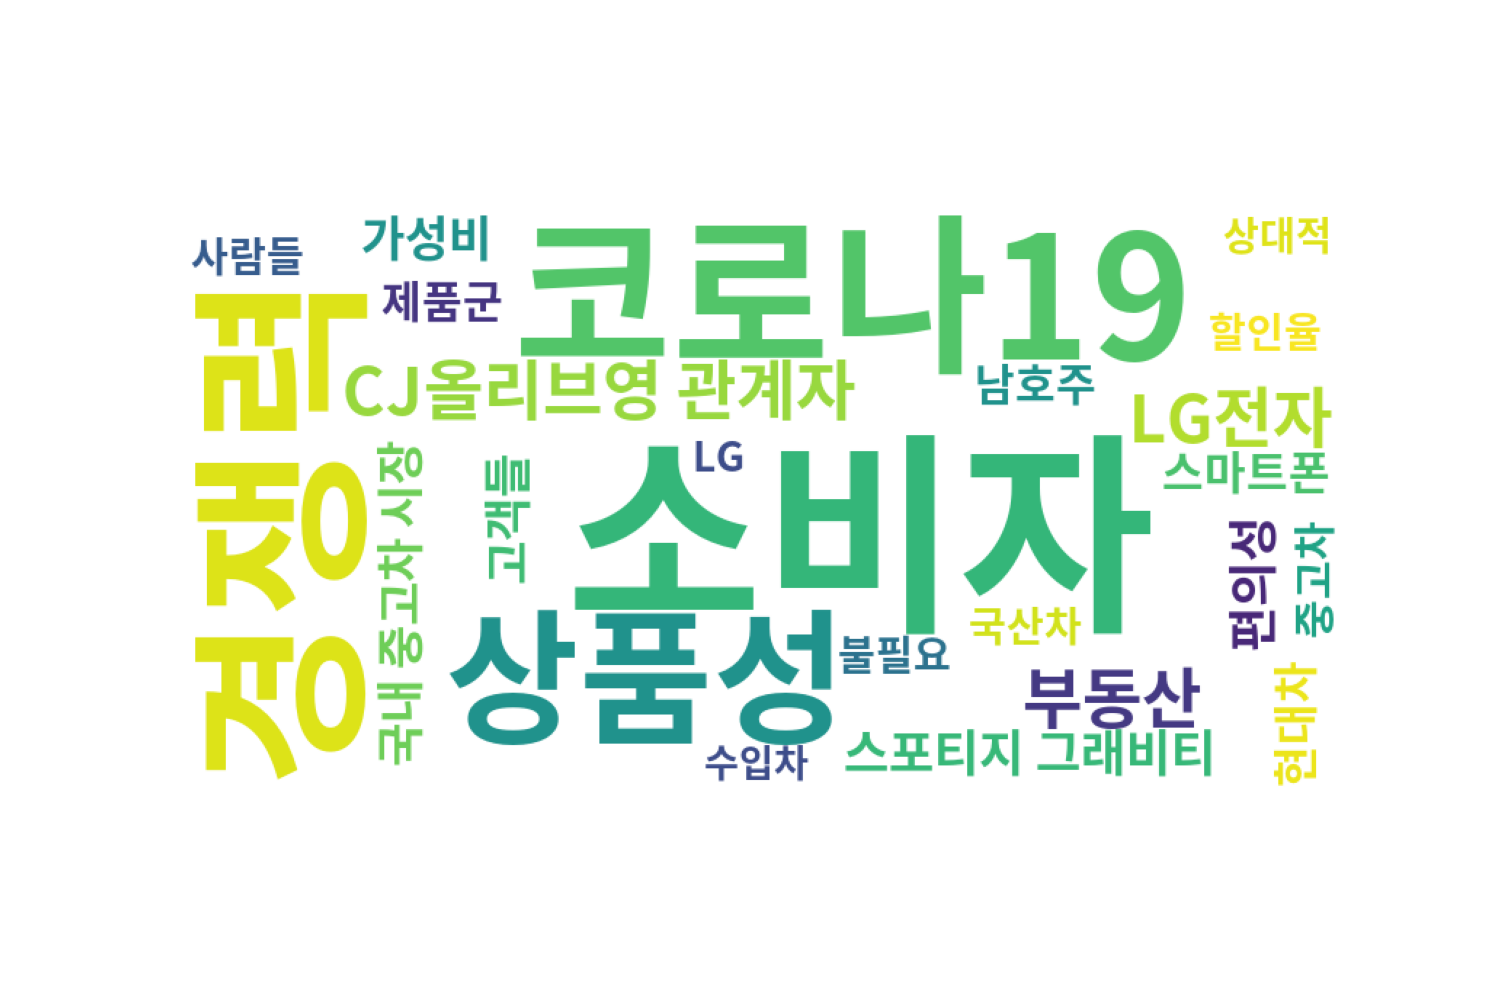 사람들
가성비
코로나19
상대적
제품군
할인율
경쟁력
CJ올리브영 관계자
남호주
LG전자
LG
소비자
스마트폰
국내 중고차 시장
고객들
편의성
중고차
상품성
불필요
국산차
부동산
현대차
수입차
스포티지 그래비티